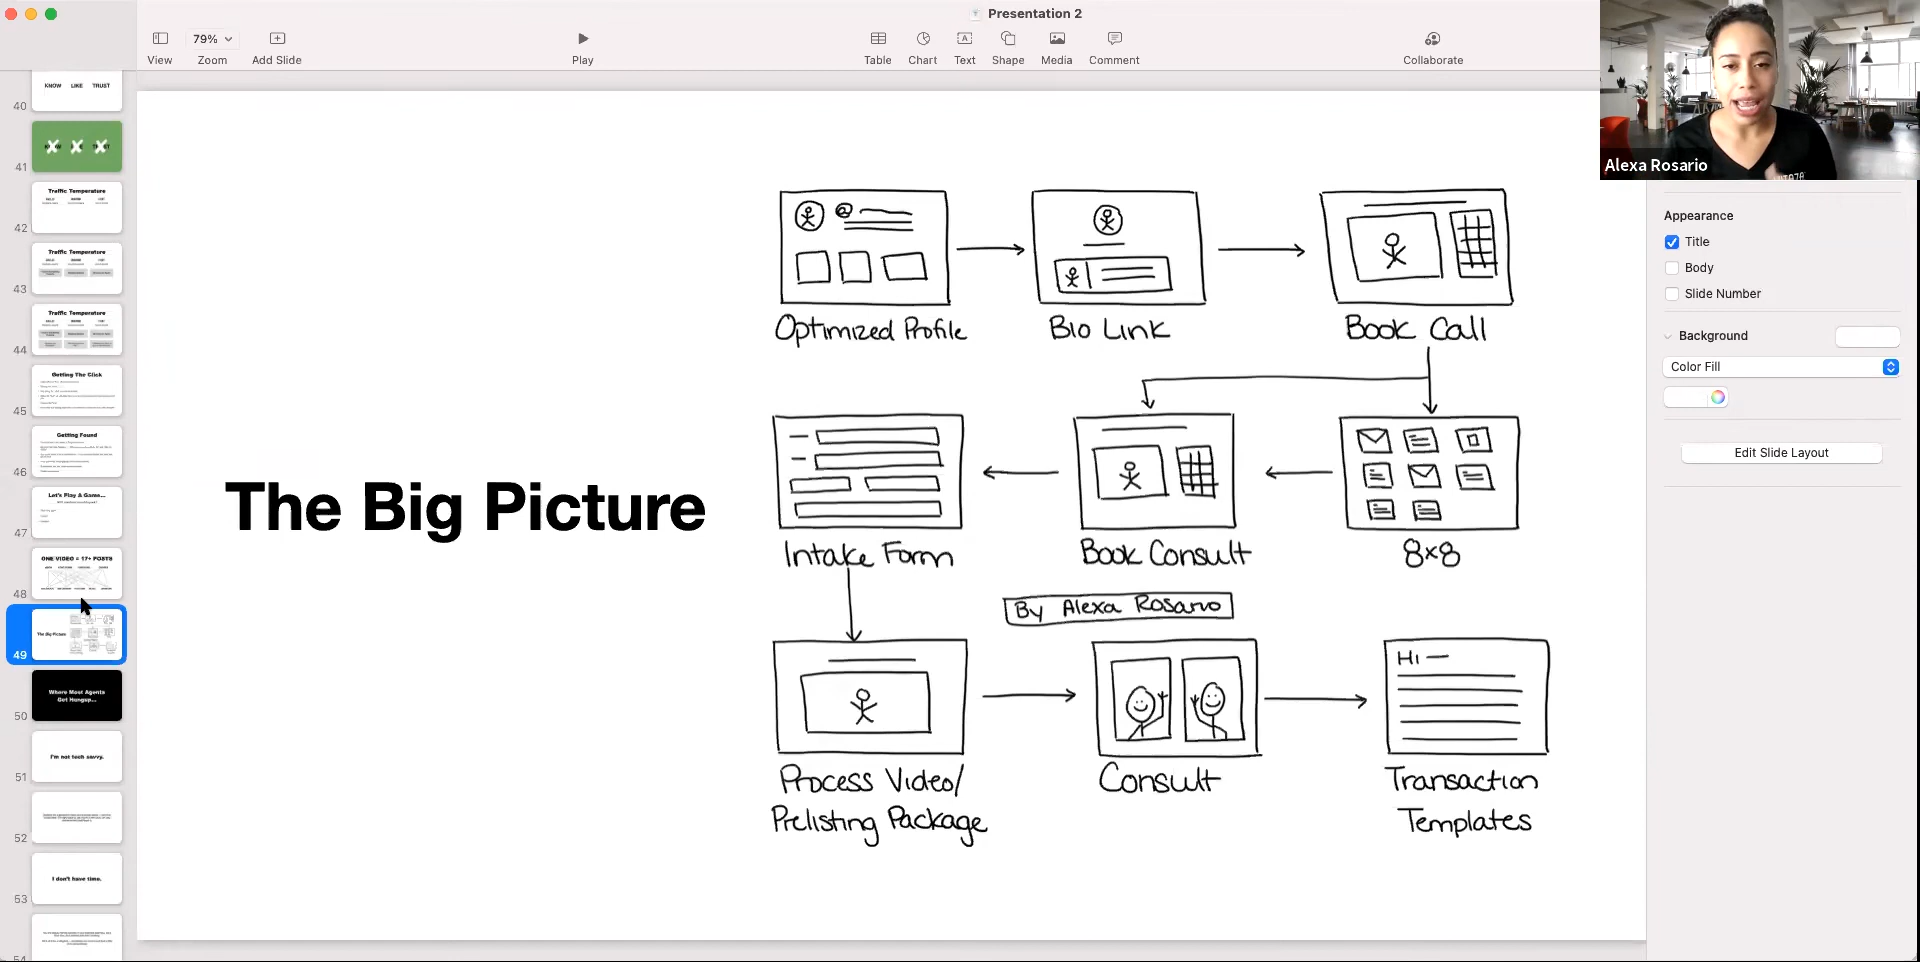 Presentation 2
79%
View
Zoom
Add Slide
Play
Table
Chart
Text
Shape
Media
Comment
Collaborate
Alexa Rosario
KNOW LIKE TRUST
40
41
Traffic Temperature
42
Traffic Temperature
43
Traffic Temperature
44
Getting The Click
45
Getting Found
46
Let's Play A Game...
47
ONE VIDEO = 17+ POSTS
48
The Big Picture
49
Where Most Agents
Get Hungup...
50
I'm not tech savvy.
51
52
I don't have time.
53
54
The Big Picture
Optimized Profile
Bio Link
Book Call
Intake Form
Book Consult
8x8
By Alexa Rosario
Hi —
Process Video/
Prelisting Package
Consult
Transaction
Templates
Appearance
Title
Body
Slide Number
Background
Color Fill
Edit Slide Layout